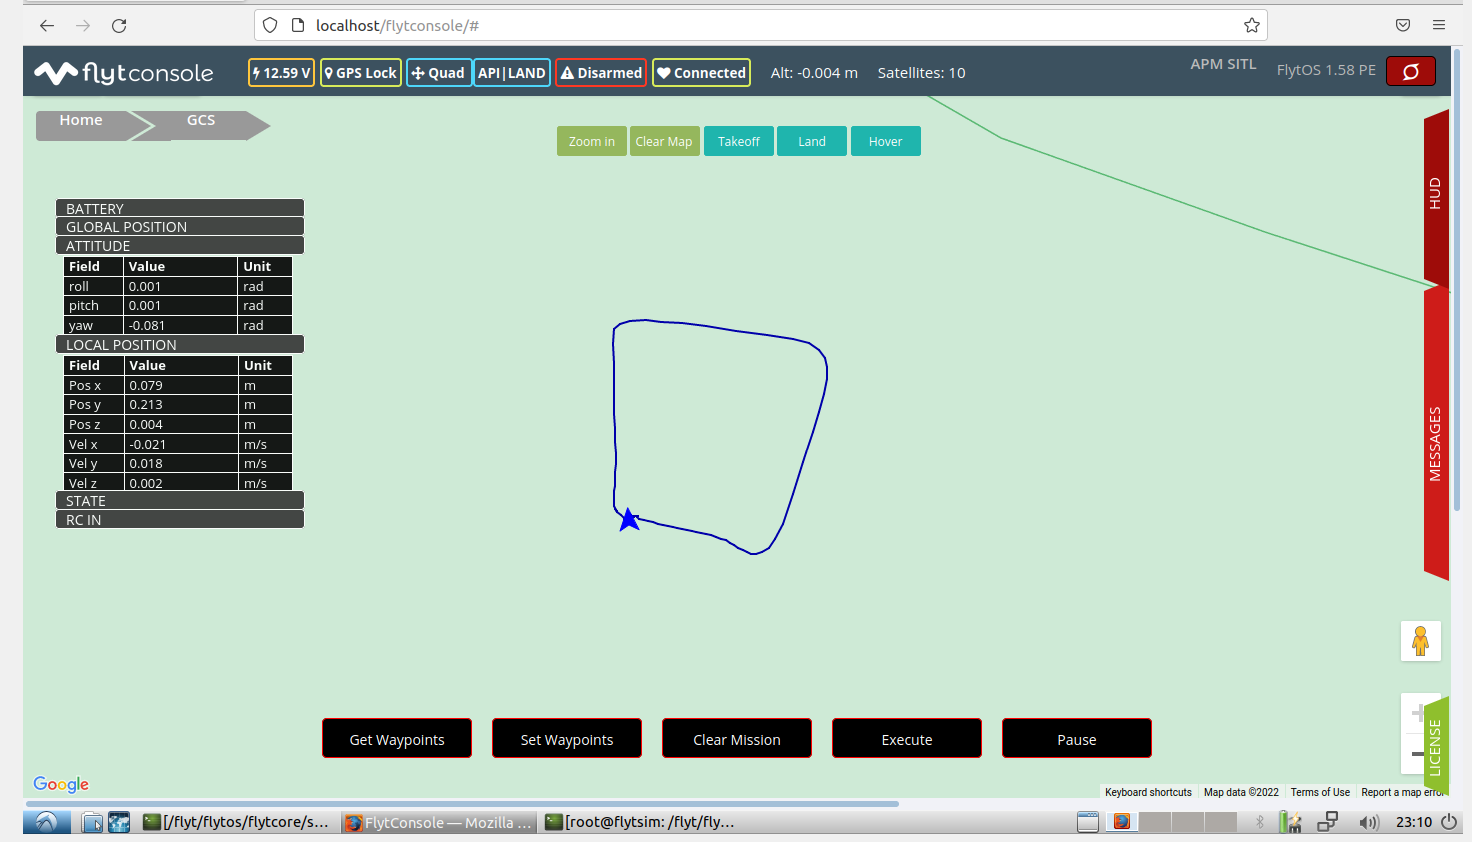 localhost/flytconsole/#
flytconsole
12.59 V
GPS Lock
Quad
API|LAND
Disarmed
Connected
Alt: -0.004 m
Satellites: 10
APM SITL
FlytOS 1.58 PE
Home
GCS
Zoom in
Clear Map
Takeoff
Land
Hover
HUD
BATTERY
GLOBAL POSITION
ATTITUDE
Field Value Unit
roll 0.001 rad
pitch 0.001 rad
yaw -0.081 rad
LOCAL POSITION
Field Value Unit
Pos x 0.079 m
Pos y 0.213 m
Pos z 0.004 m
Vel x -0.021 m/s
Vel y 0.018 m/s
Vel z 0.002 m/s
STATE
RC IN
MESSAGES
Get Waypoints
Set Waypoints
Clear Mission
Execute
Pause
LICENSE
Google
Keyboard shortcuts
Map data ©2022
Terms of Use
Report a map error
[/flyt/flytos/flytcore/s...
FlytConsole — Mozilla ...
[root@flytsim: /flyt/fly...
23:10